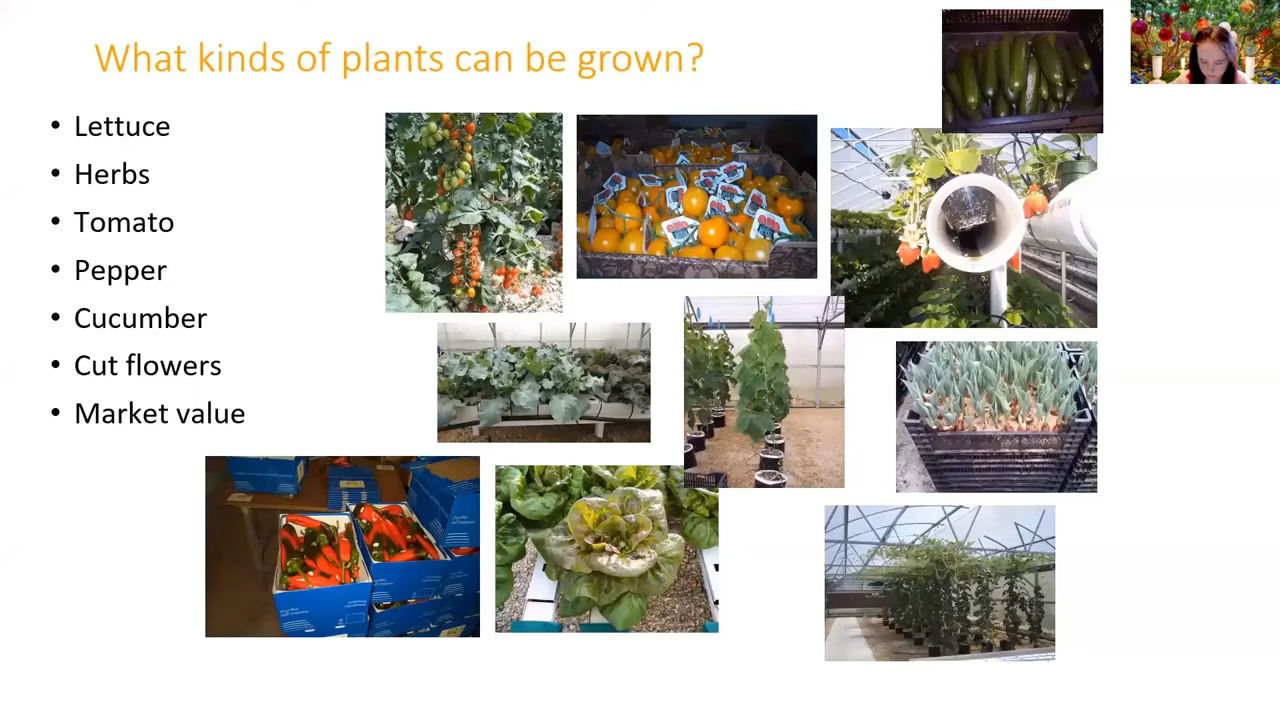 What kinds of plants can be grown?
• Lettuce
• Herbs
• Tomato
• Pepper
• Cucumber
• Cut flowers
• Market value